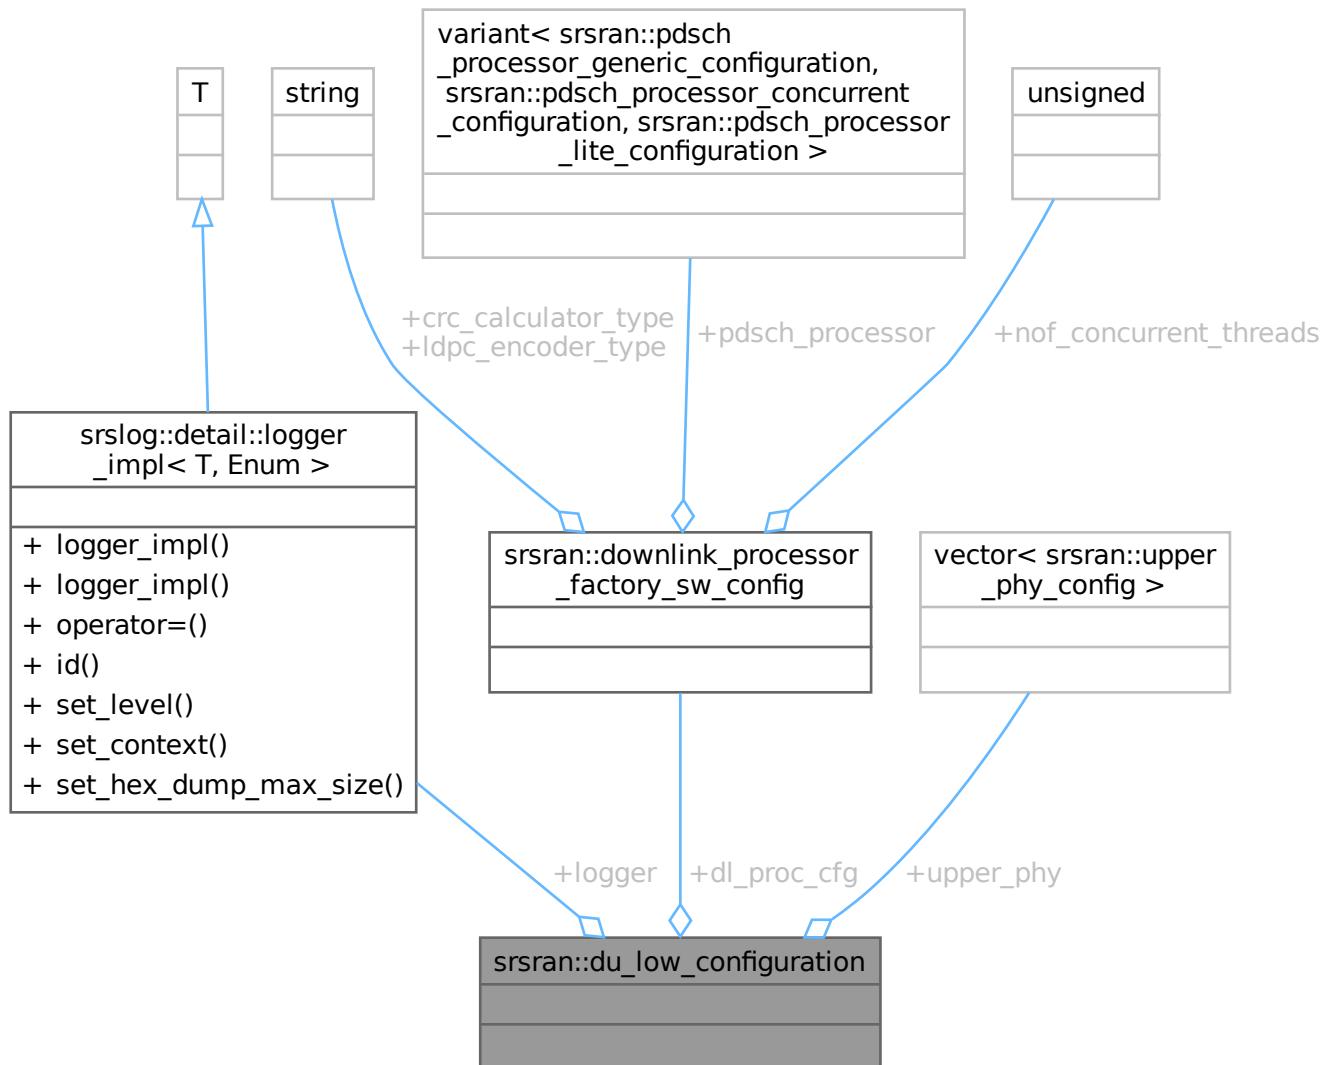 variant< srsran::pdsch
_processor_generic_configuration,
srsran::pdsch_processor_concurrent
_configuration, srsran::pdsch_processor
_lite_configuration >
T
string
unsigned
+crc_calculator_type
+ldpc_encoder_type
+pdsch_processor
+nof_concurrent_threads
srslog::detail::logger
_impl< T, Enum >
+ logger_impl()
+ logger_impl()
+ operator=()
+ id()
+ set_level()
+ set_context()
+ set_hex_dump_max_size()
srsran::downlink_processor
_factory_sw_config
vector< srsran::upper
_phy_config >
+logger
+dl_proc_cfg
+upper_phy
srsran::du_low_configuration